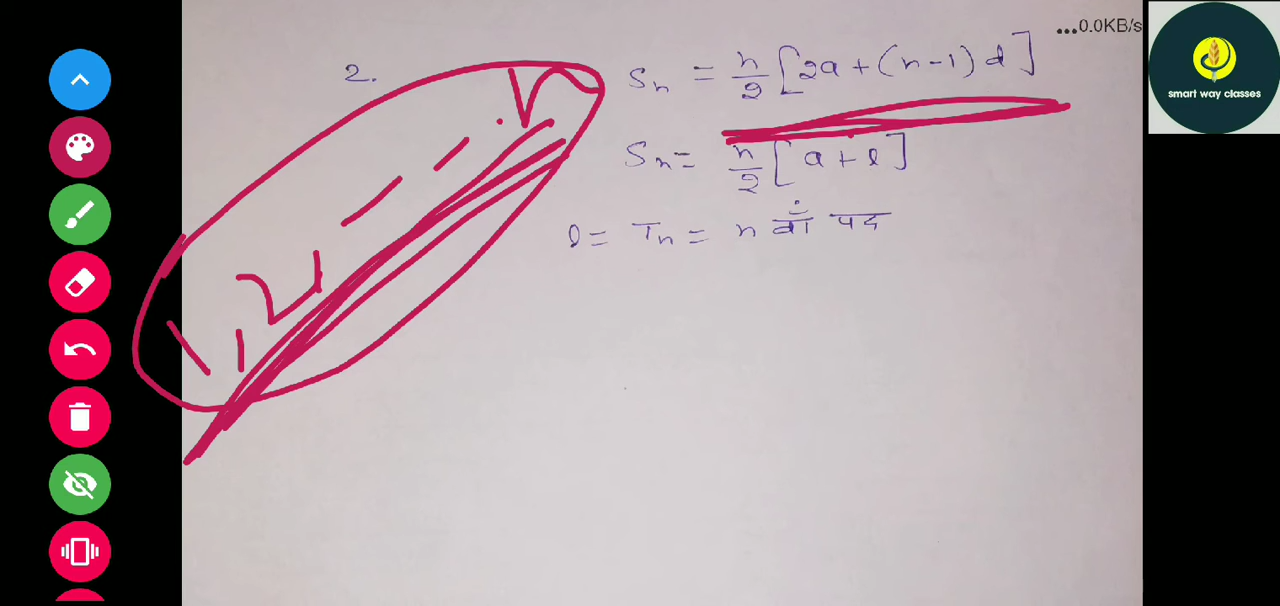 ...0.0KB/s
smart way classes
2.
Sn = n/2 [2a + (n-1) d]
Sn = n/2 [a + l]
l = Tn = n वाँ पद